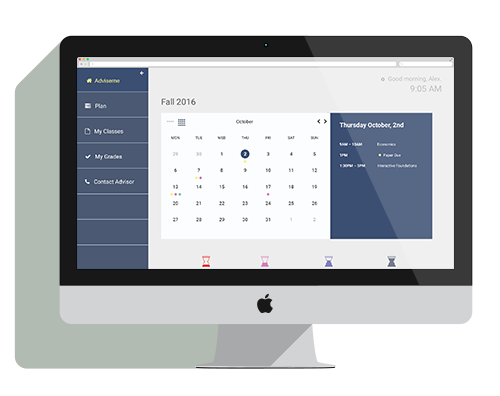 Adviseme
Good morning, Alex.
9:05 AM
Plan
My Classes
My Grades
Contact Advisor
Fall 2016
October
MON TUE WED THU FRI SAT SUN
29 30 1 2 3 4 5
6 7 8 9 10 11 12
13 14 15 16 17 18 19
20 21 22 23 24 25 26
27 28 29 30 31 1 2
Thursday October, 2nd
9AM - 10AM Economics
1PM Paper Due
1:30PM - 5PM Interactive Foundations